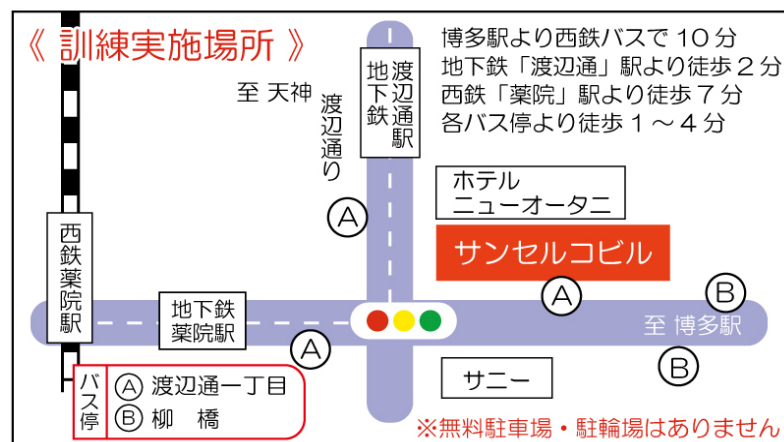 《 訓練実施場所 》
博多駅より西鉄バスで 10 分
地下鉄「渡辺通」駅より徒歩 2 分
西鉄「薬院」駅より徒歩 7 分
各バス停より徒歩 1 ～ 4 分
至 天神
渡辺通り
地下鉄
渡辺通駅
Ⓐ
ホテル
ニューオータニ
サンセルコビル
西鉄薬院駅
地下鉄
薬院駅
Ⓐ
Ⓐ
Ⓑ
至 博多駅
Ⓑ
サニー
バス停
Ⓐ 渡辺通一丁目
Ⓑ 柳　橋
※無料駐車場・駐輪場はありません